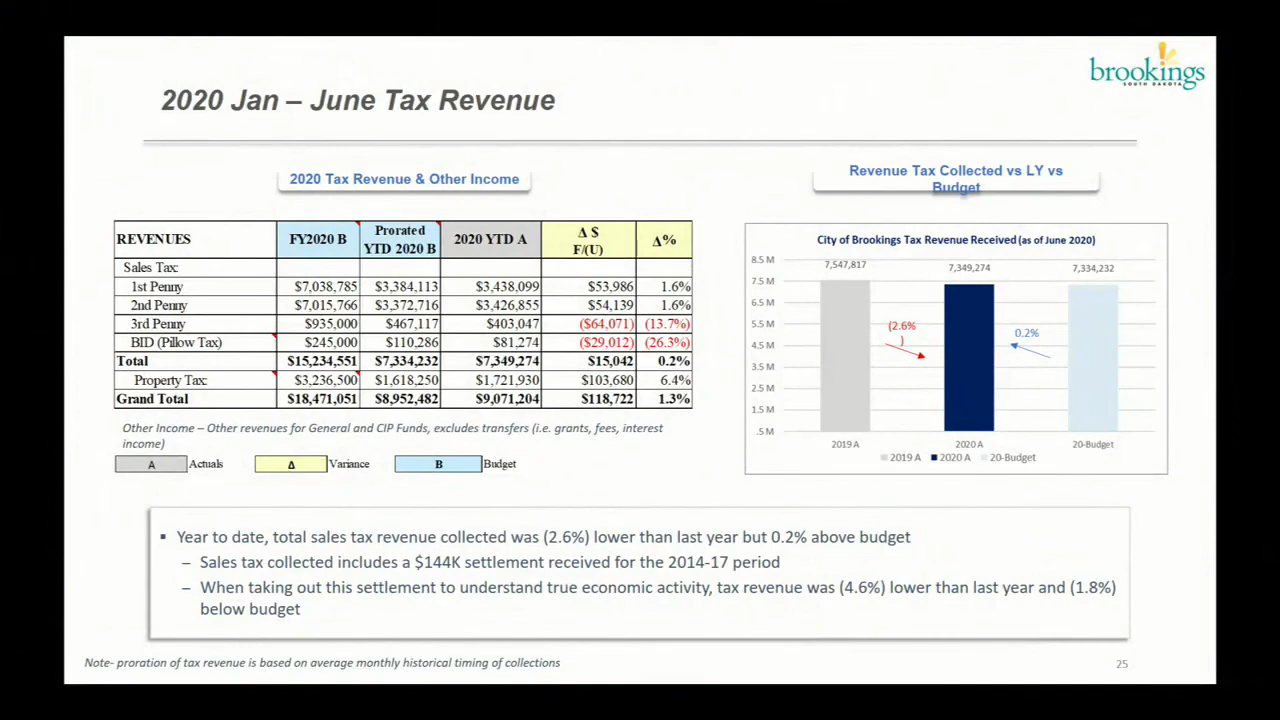 brookings
SOUTH DAKOTA
2020 Jan – June Tax Revenue
2020 Tax Revenue & Other Income
REVENUES FY2020 B Prorated YTD 2020 B 2020 YTD A Δ $ F/(U) Δ%
Sales Tax:
1st Penny $7,038,785 $3,384,113 $3,438,099 $53,986 1.6%
2nd Penny $7,015,766 $3,372,716 $3,426,855 $54,139 1.6%
3rd Penny $935,000 $467,117 $403,047 ($64,071) (13.7%)
BID (Pillow Tax) $245,000 $110,286 $81,274 ($29,012) (26.3%)
Total $15,234,551 $7,334,232 $7,349,274 $15,042 0.2%
Property Tax: $3,236,500 $1,618,250 $1,721,930 $103,680 6.4%
Grand Total $18,471,051 $8,952,482 $9,071,204 $118,722 1.3%
Other Income – Other revenues for General and CIP Funds, excludes transfers (i.e. grants, fees, interest
income)
A Actuals Δ Variance B Budget
Revenue Tax Collected vs LY vs
Budget
City of Brookings Tax Revenue Received (as of June 2020)
8.5 M
7,547,817 7,349,274 7,334,232
7.5 M
6.5 M
5.5 M
(2.6%
)
0.2%
4.5 M
3.5 M
2.5 M
1.5 M
.5 M
2019 A 2020 A 20-Budget
2019 A 2020 A 20-Budget
▪ Year to date, total sales tax revenue collected was (2.6%) lower than last year but 0.2% above budget
– Sales tax collected includes a $144K settlement received for the 2014-17 period
– When taking out this settlement to understand true economic activity, tax revenue was (4.6%) lower than last year and (1.8%)
below budget
Note- proration of tax revenue is based on average monthly historical timing of collections
25